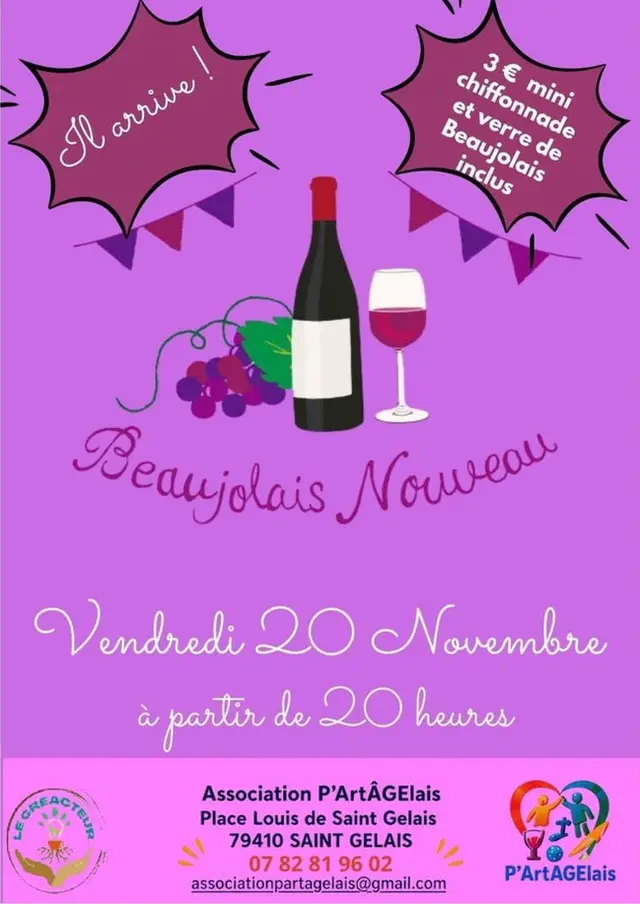 Il arrive !
3 € mini
chiffonnade
et verre de
Beaujolais
inclus
Beaujolais Nouveau
Vendredi 20 Novembre
à partir de 20 heures
LE CREACTEUR
Association P'ArtÂGElais
Place Louis de Saint Gelais
79410 SAINT GELAIS
07 82 81 96 02
associationpartagelais@gmail.com
P'ArtAGElais